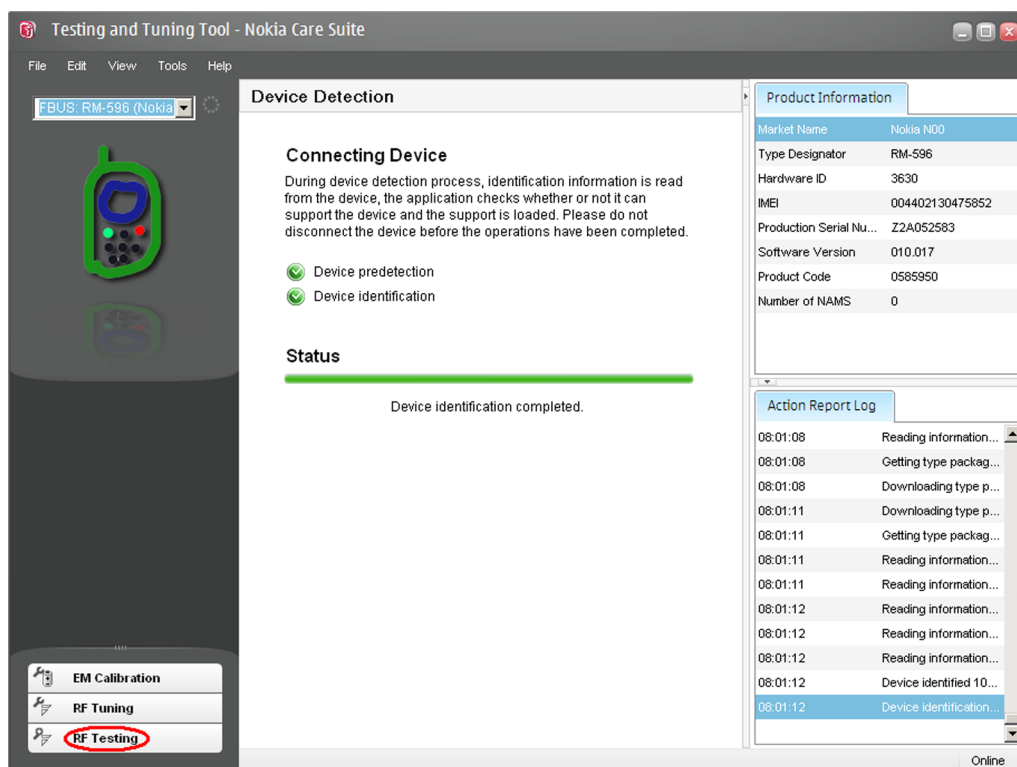 Testing and Tuning Tool - Nokia Care Suite
File Edit View Tools Help
FBUS: RM-596 (Nokia
Device Detection
Connecting Device
During device detection process, identification information is read
from the device, the application checks whether or not it can
support the device and the support is loaded. Please do not
disconnect the device before the operations have been completed.
Device predetection
Device identification
Status
Device identification completed.
EM Calibration
RF Tuning
RF Testing
Product Information
Market Name Nokia N00
Type Designator RM-596
Hardware ID 3630
IMEI 004402130475852
Production Serial Nu... Z2A052583
Software Version 010.017
Product Code 0585950
Number of NAMS 0
Action Report Log
08:01:08 Reading information...
08:01:08 Getting type packag...
08:01:08 Downloading type p...
08:01:11 Downloading type p...
08:01:11 Getting type packag...
08:01:11 Reading information...
08:01:11 Reading information...
08:01:12 Reading information...
08:01:12 Reading information...
08:01:12 Reading information...
08:01:12 Device identified 10...
08:01:12 Device identification...
Online